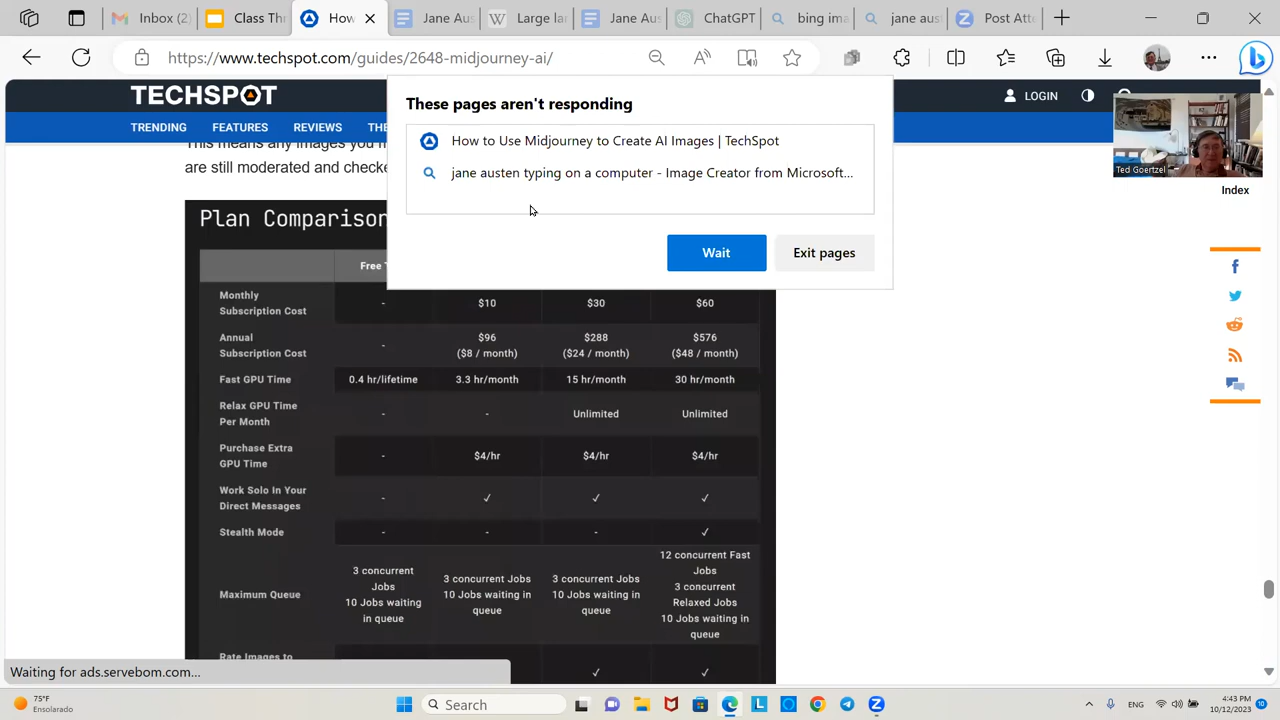 Inbox (2)
Class Thr
How
Jane Aus
Large lan
Jane Aus
ChatGPT
bing ima
jane aust
Post Atte
https://www.techspot.com/guides/2648-midjourney-ai/
TECHSPOT
LOGIN
TRENDING
FEATURES
REVIEWS
THE
These pages aren't responding
How to Use Midjourney to Create AI Images | TechSpot
jane austen typing on a computer - Image Creator from Microsoft...
Wait
Exit pages
Ted Goertzel
Index
This means any images you m
are still moderated and checke
Plan Comparison
Free T
Monthly Subscription Cost - $10 $30 $60
Annual Subscription Cost - $96 ($8 / month) $288 ($24 / month) $576 ($48 / month)
Fast GPU Time 0.4 hr/lifetime 3.3 hr/month 15 hr/month 30 hr/month
Relax GPU Time Per Month - - Unlimited Unlimited
Purchase Extra GPU Time - $4/hr $4/hr $4/hr
Work Solo In Your Direct Messages - ✓ ✓ ✓
Stealth Mode - - - ✓
Maximum Queue 3 concurrent Jobs 10 Jobs waiting in queue 3 concurrent Jobs 10 Jobs waiting in queue 3 concurrent Jobs 10 Jobs waiting in queue 12 concurrent Fast Jobs 3 concurrent Relaxed Jobs 10 Jobs waiting in queue
Rate Images to ✓ ✓
Waiting for ads.servebom.com...
75°F
Ensolarado
Search
ENG
4:43 PM
10/12/2023